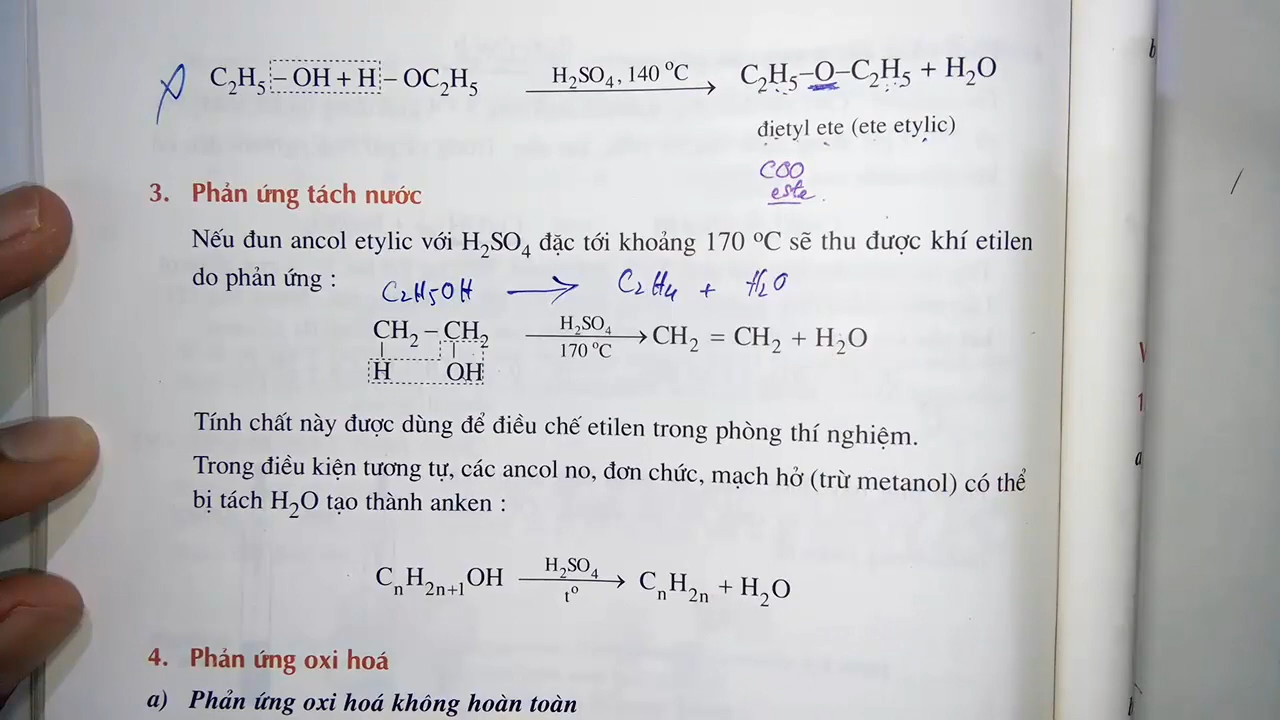 C₂H₅ – OH + H – OC₂H₅ H₂SO₄, 140 °C → C₂H₅–O–C₂H₅ + H₂O
đietyl ete (ete etylic)
COO
este.
3. Phản ứng tách nước
Nếu đun ancol etylic với H₂SO₄ đặc tới khoảng 170 °C sẽ thu được khí etilen
do phản ứng :
C₂H₅OH → C₂H₄ + H₂O
CH₂ – CH₂ H₂SO₄ 170 °C → CH₂ = CH₂ + H₂O
H OH
Tính chất này được dùng để điều chế etilen trong phòng thí nghiệm.
Trong điều kiện tương tự, các ancol no, đơn chức, mạch hở (trừ metanol) có thể
bị tách H₂O tạo thành anken :
CₙH₂ₙ₊₁OH H₂SO₄ t° → CₙH₂ₙ + H₂O
4. Phản ứng oxi hoá
a) Phản ứng oxi hoá không hoàn toàn